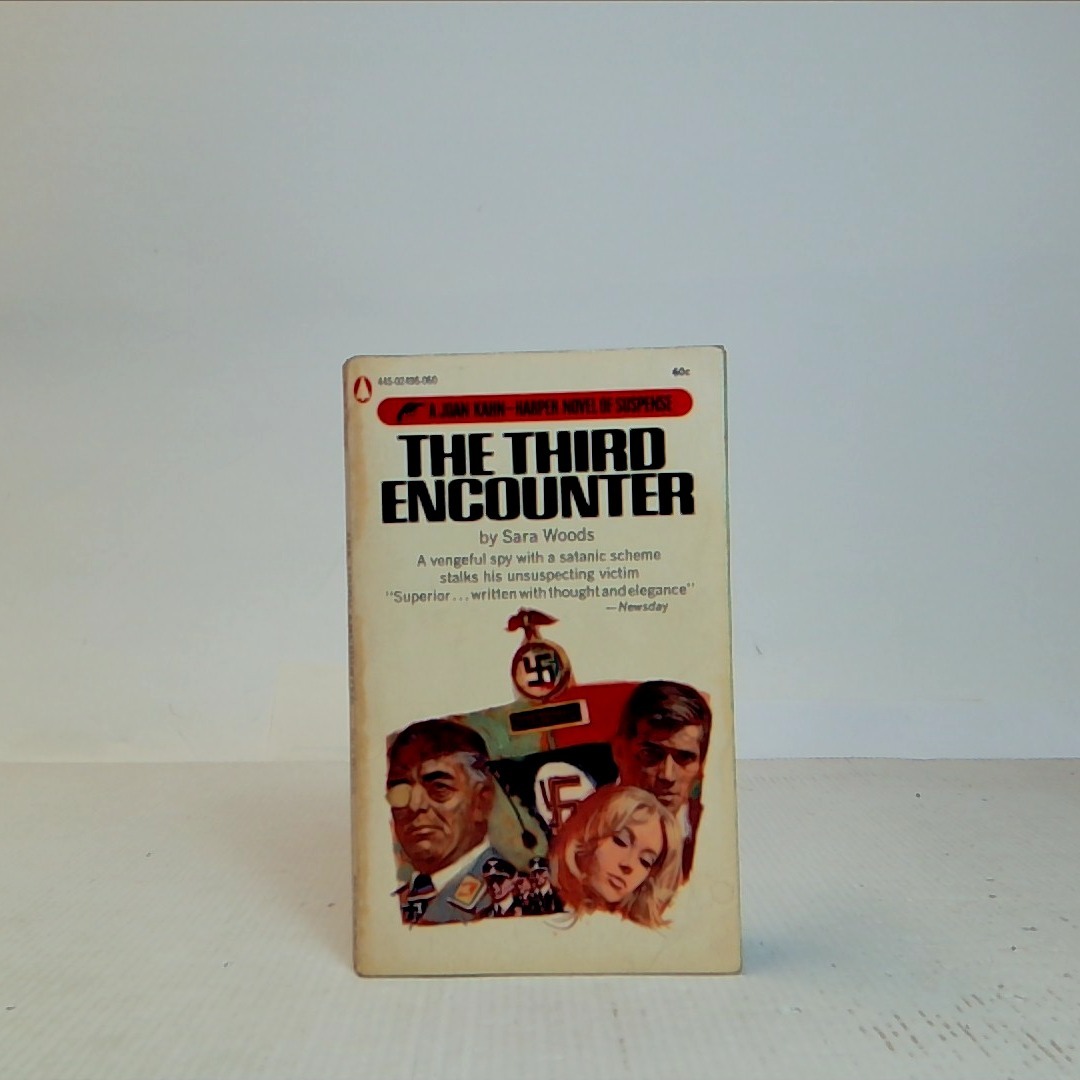 445-02486-060
60c
A JOAN KAHN-HARPER NOVEL OF SUSPENSE
THE THIRD
ENCOUNTER
by Sara Woods
A vengeful spy with a satanic scheme
stalks his unsuspecting victim
"Superior...written with thought and elegance"
—Newsday